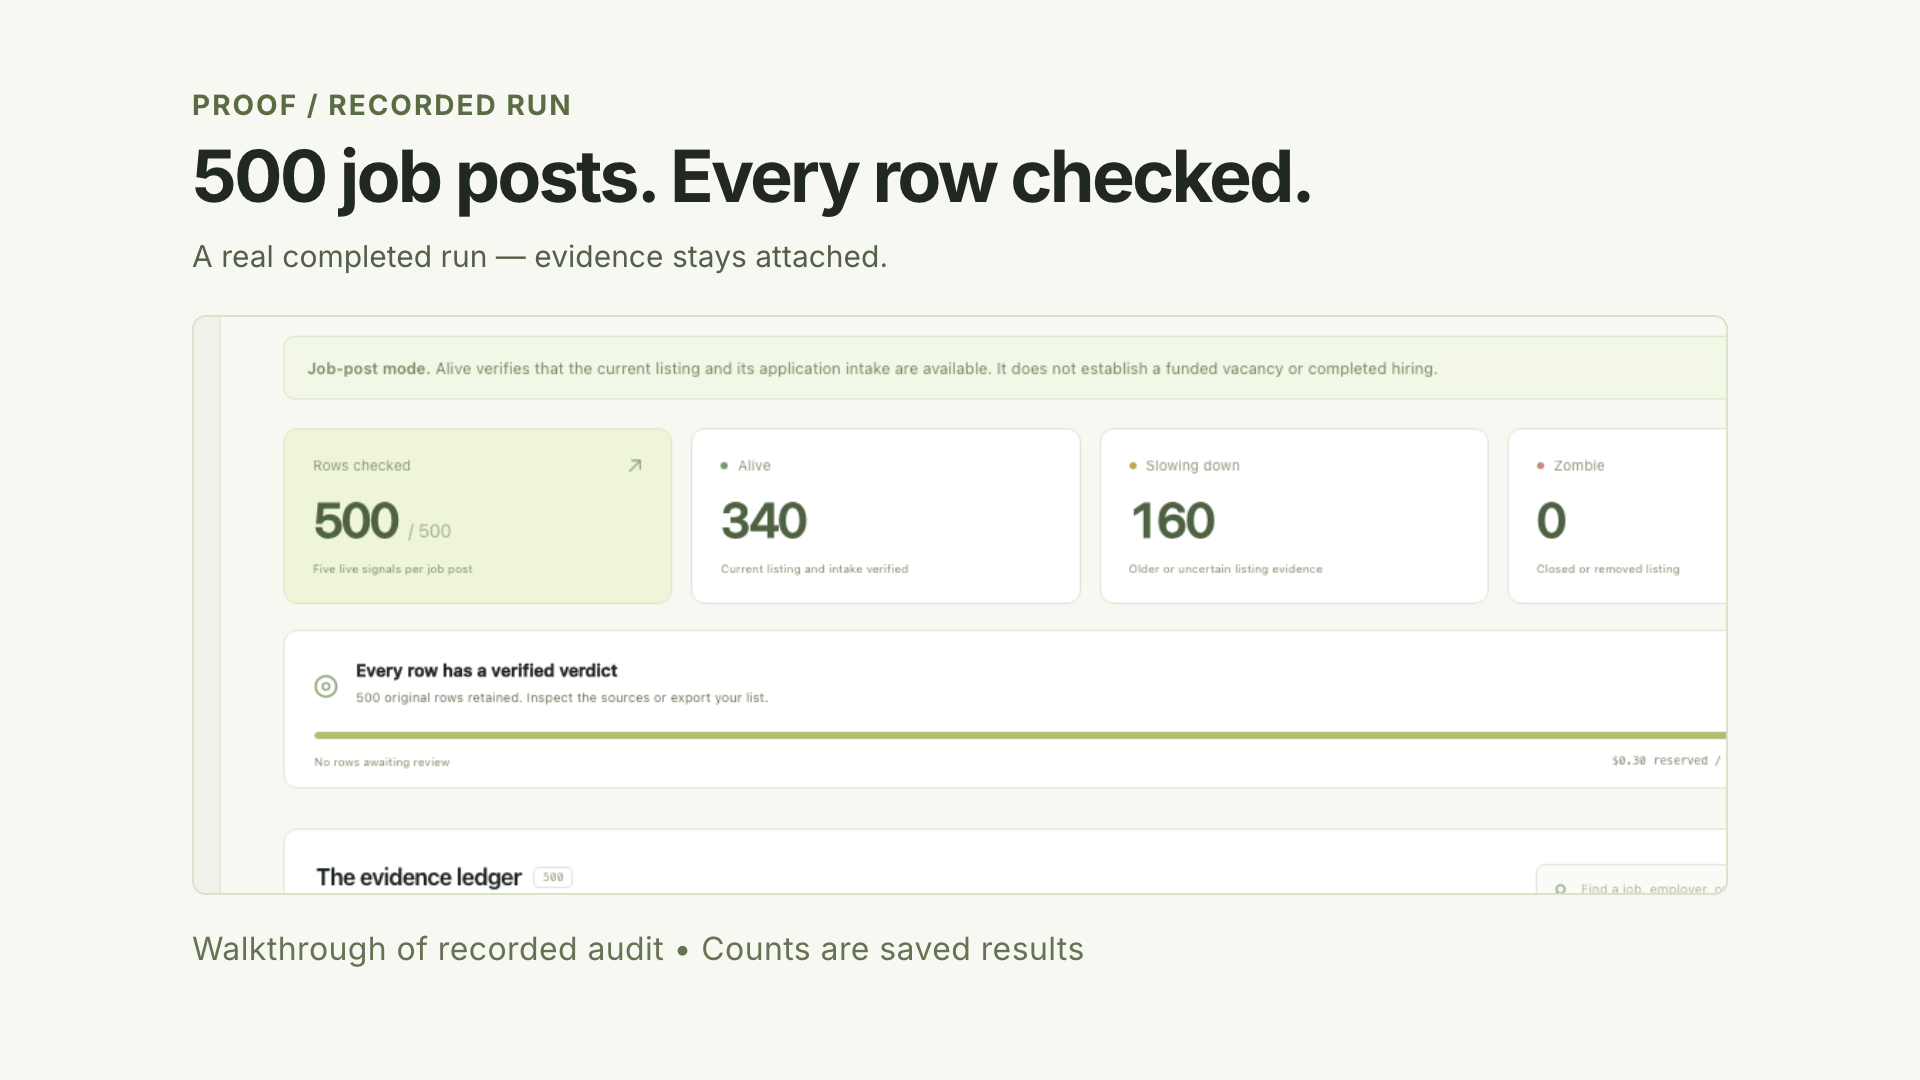 PROOF / RECORDED RUN
500 job posts. Every row checked.
A real completed run — evidence stays attached.
Job-post mode. Alive verifies that the current listing and its application intake are available. It does not establish a funded vacancy or completed hiring.
Rows checked
500 / 500
Five live signals per job post
Alive
340
Current listing and intake verified
Slowing down
160
Older or uncertain listing evidence
Zombie
0
Closed or removed listing
Every row has a verified verdict
500 original rows retained. Inspect the sources or export your list.
No rows awaiting review
$0.30 reserved /
The evidence ledger 500
Find a job, employer,
Walkthrough of recorded audit • Counts are saved results